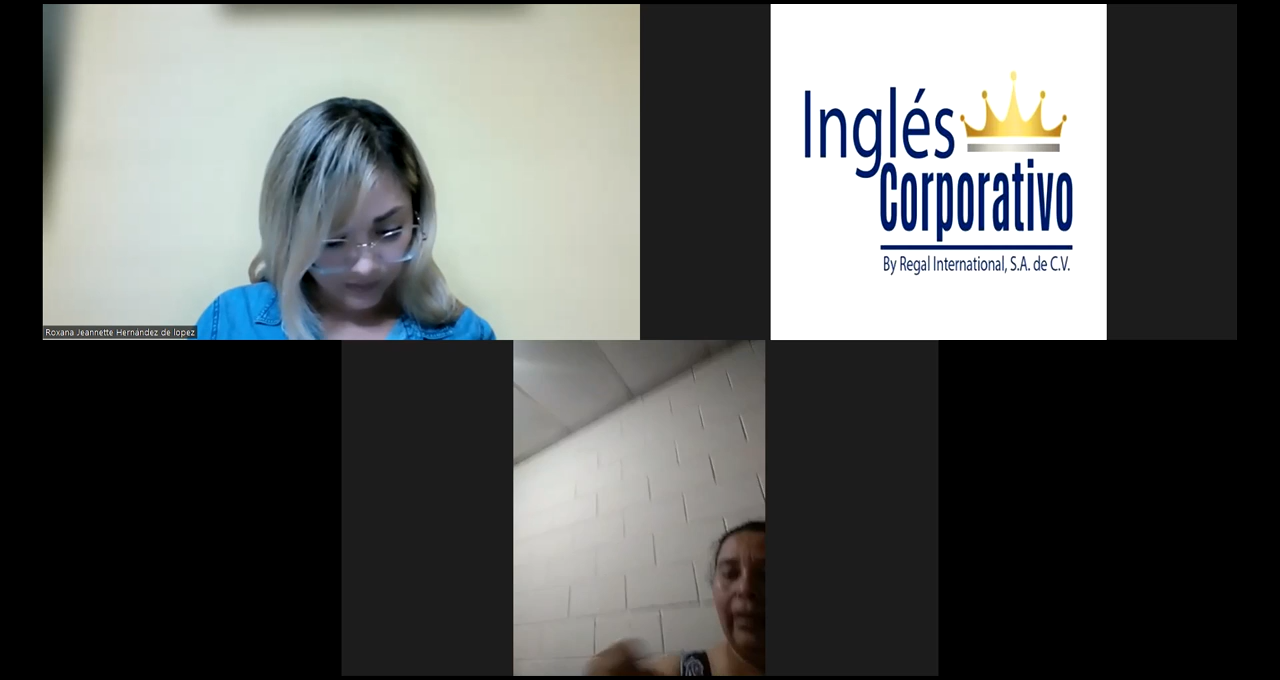 Inglés
Corporativo
By Regal International, S.A. de C.V.
Roxana Jeannette Hernández de lopez